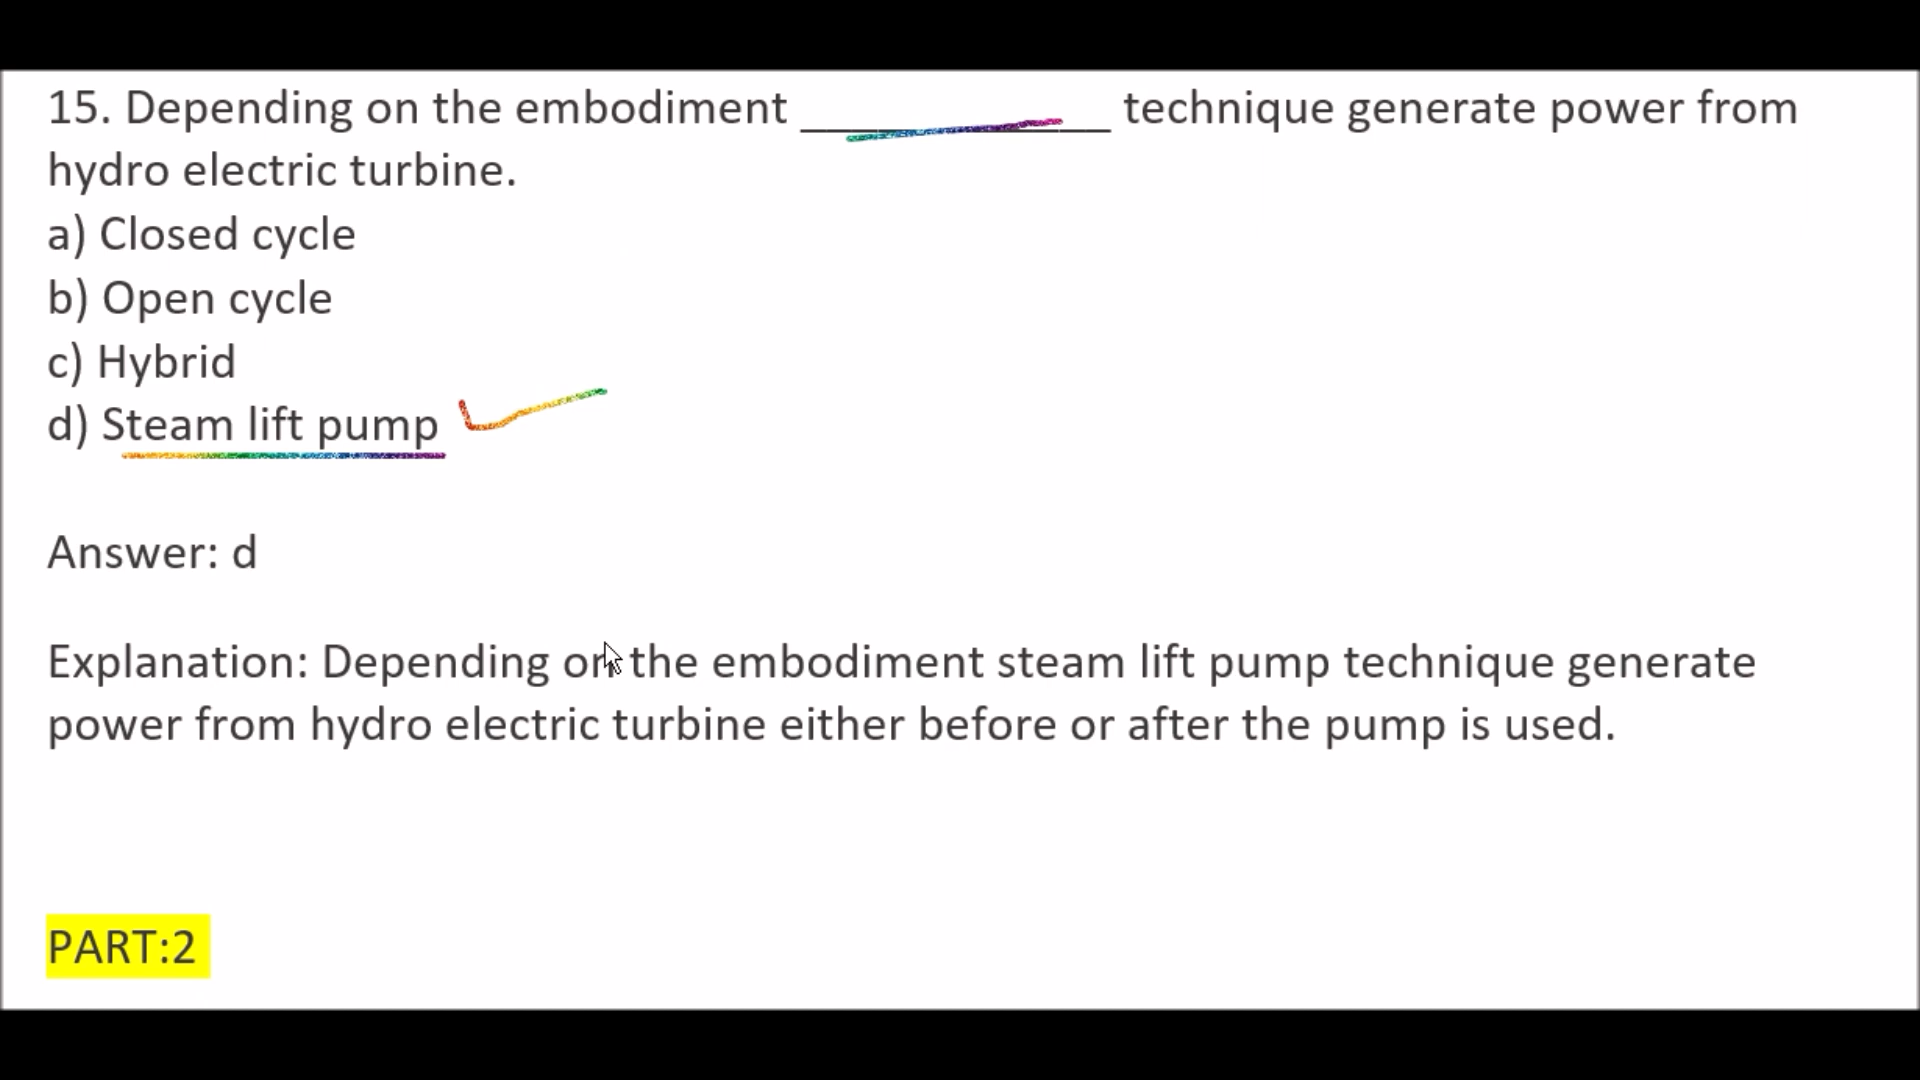 15. Depending on the embodiment ____________ technique generate power from
hydro electric turbine.
a) Closed cycle
b) Open cycle
c) Hybrid
d) Steam lift pump
Answer: d
Explanation: Depending on the embodiment steam lift pump technique generate
power from hydro electric turbine either before or after the pump is used.
PART:2